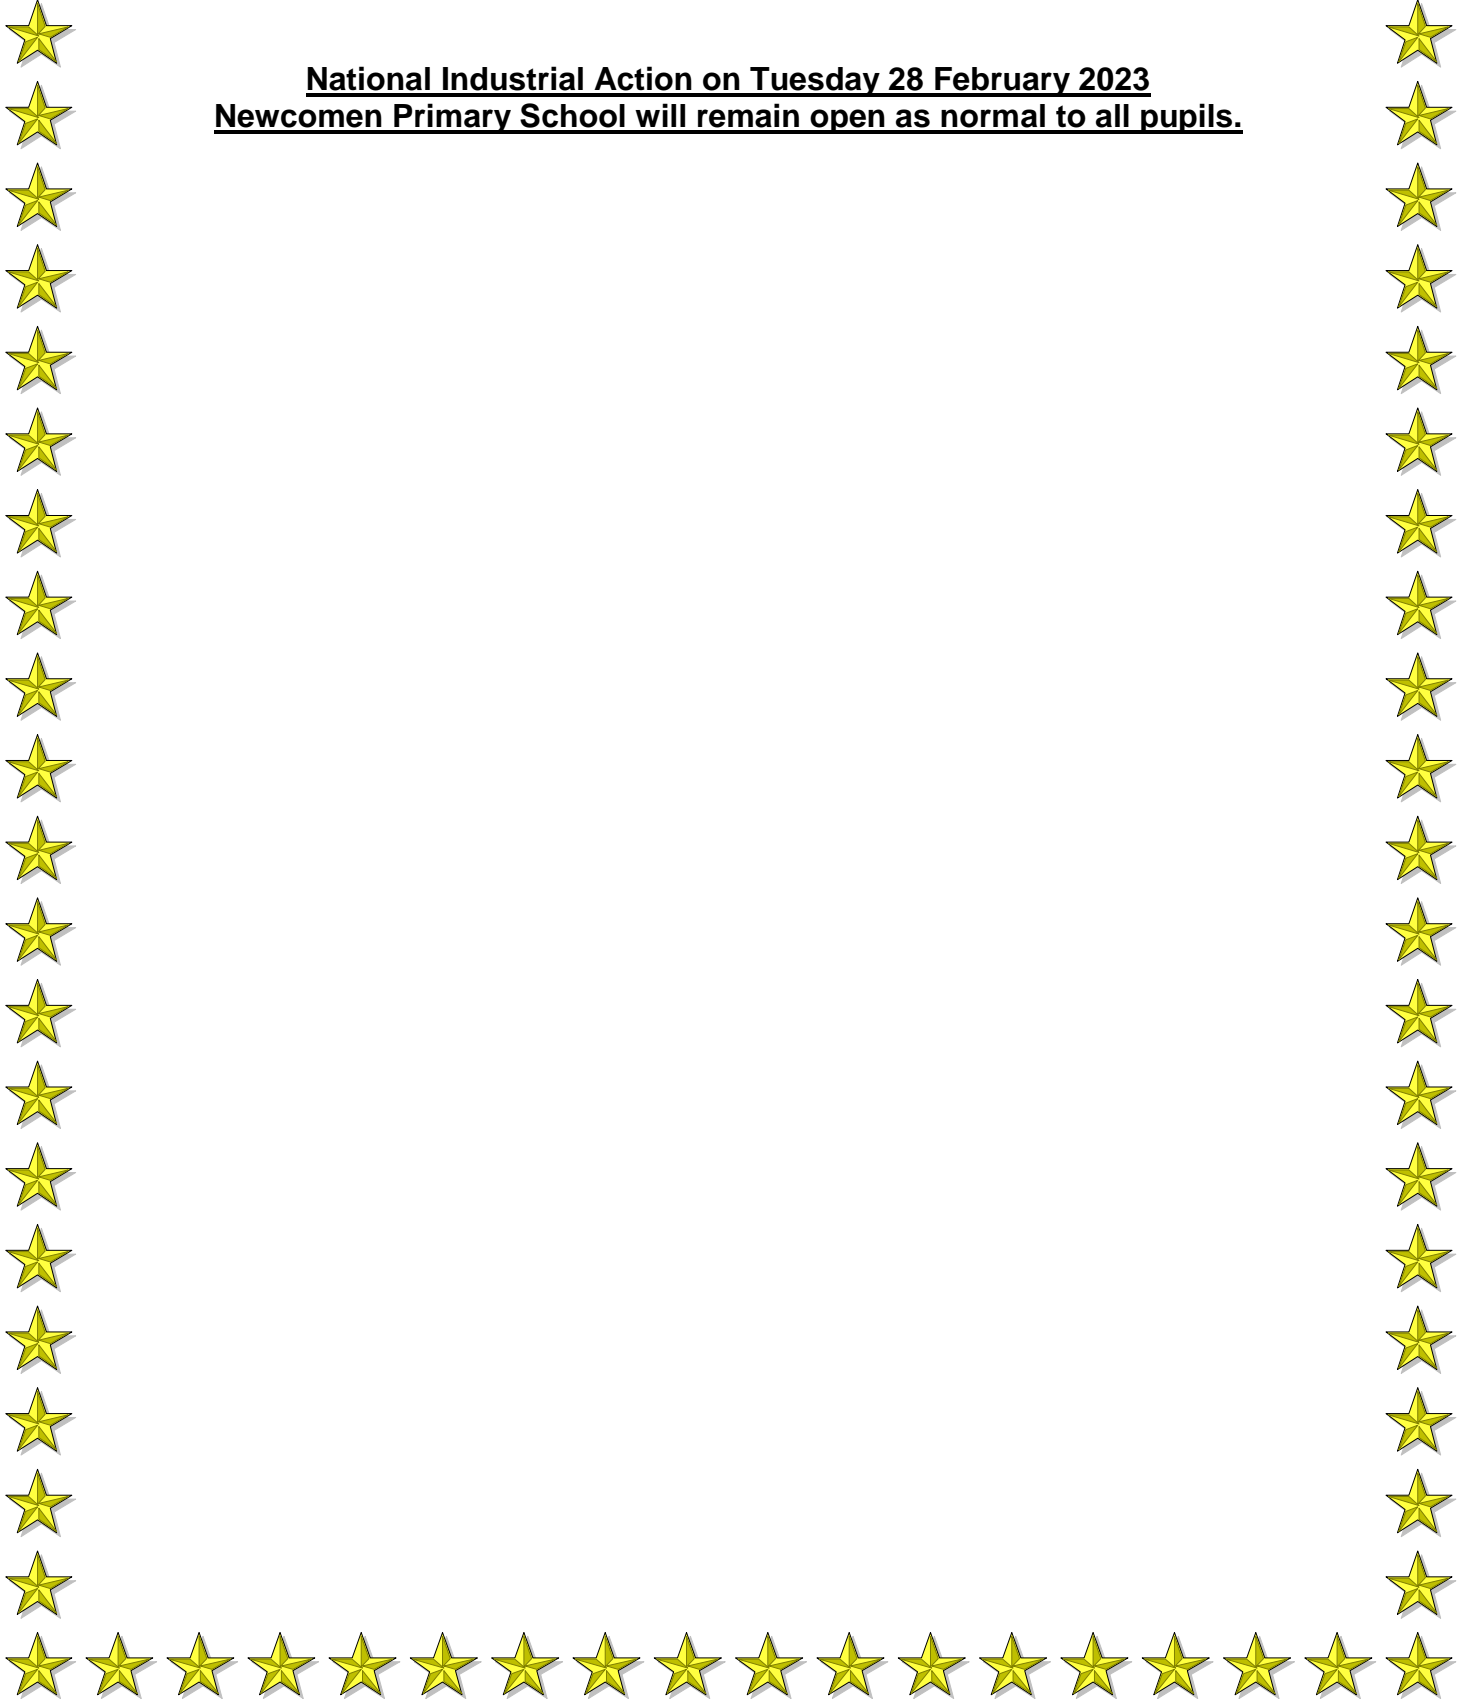 National Industrial Action on Tuesday 28 February 2023
Newcomen Primary School will remain open as normal to all pupils.